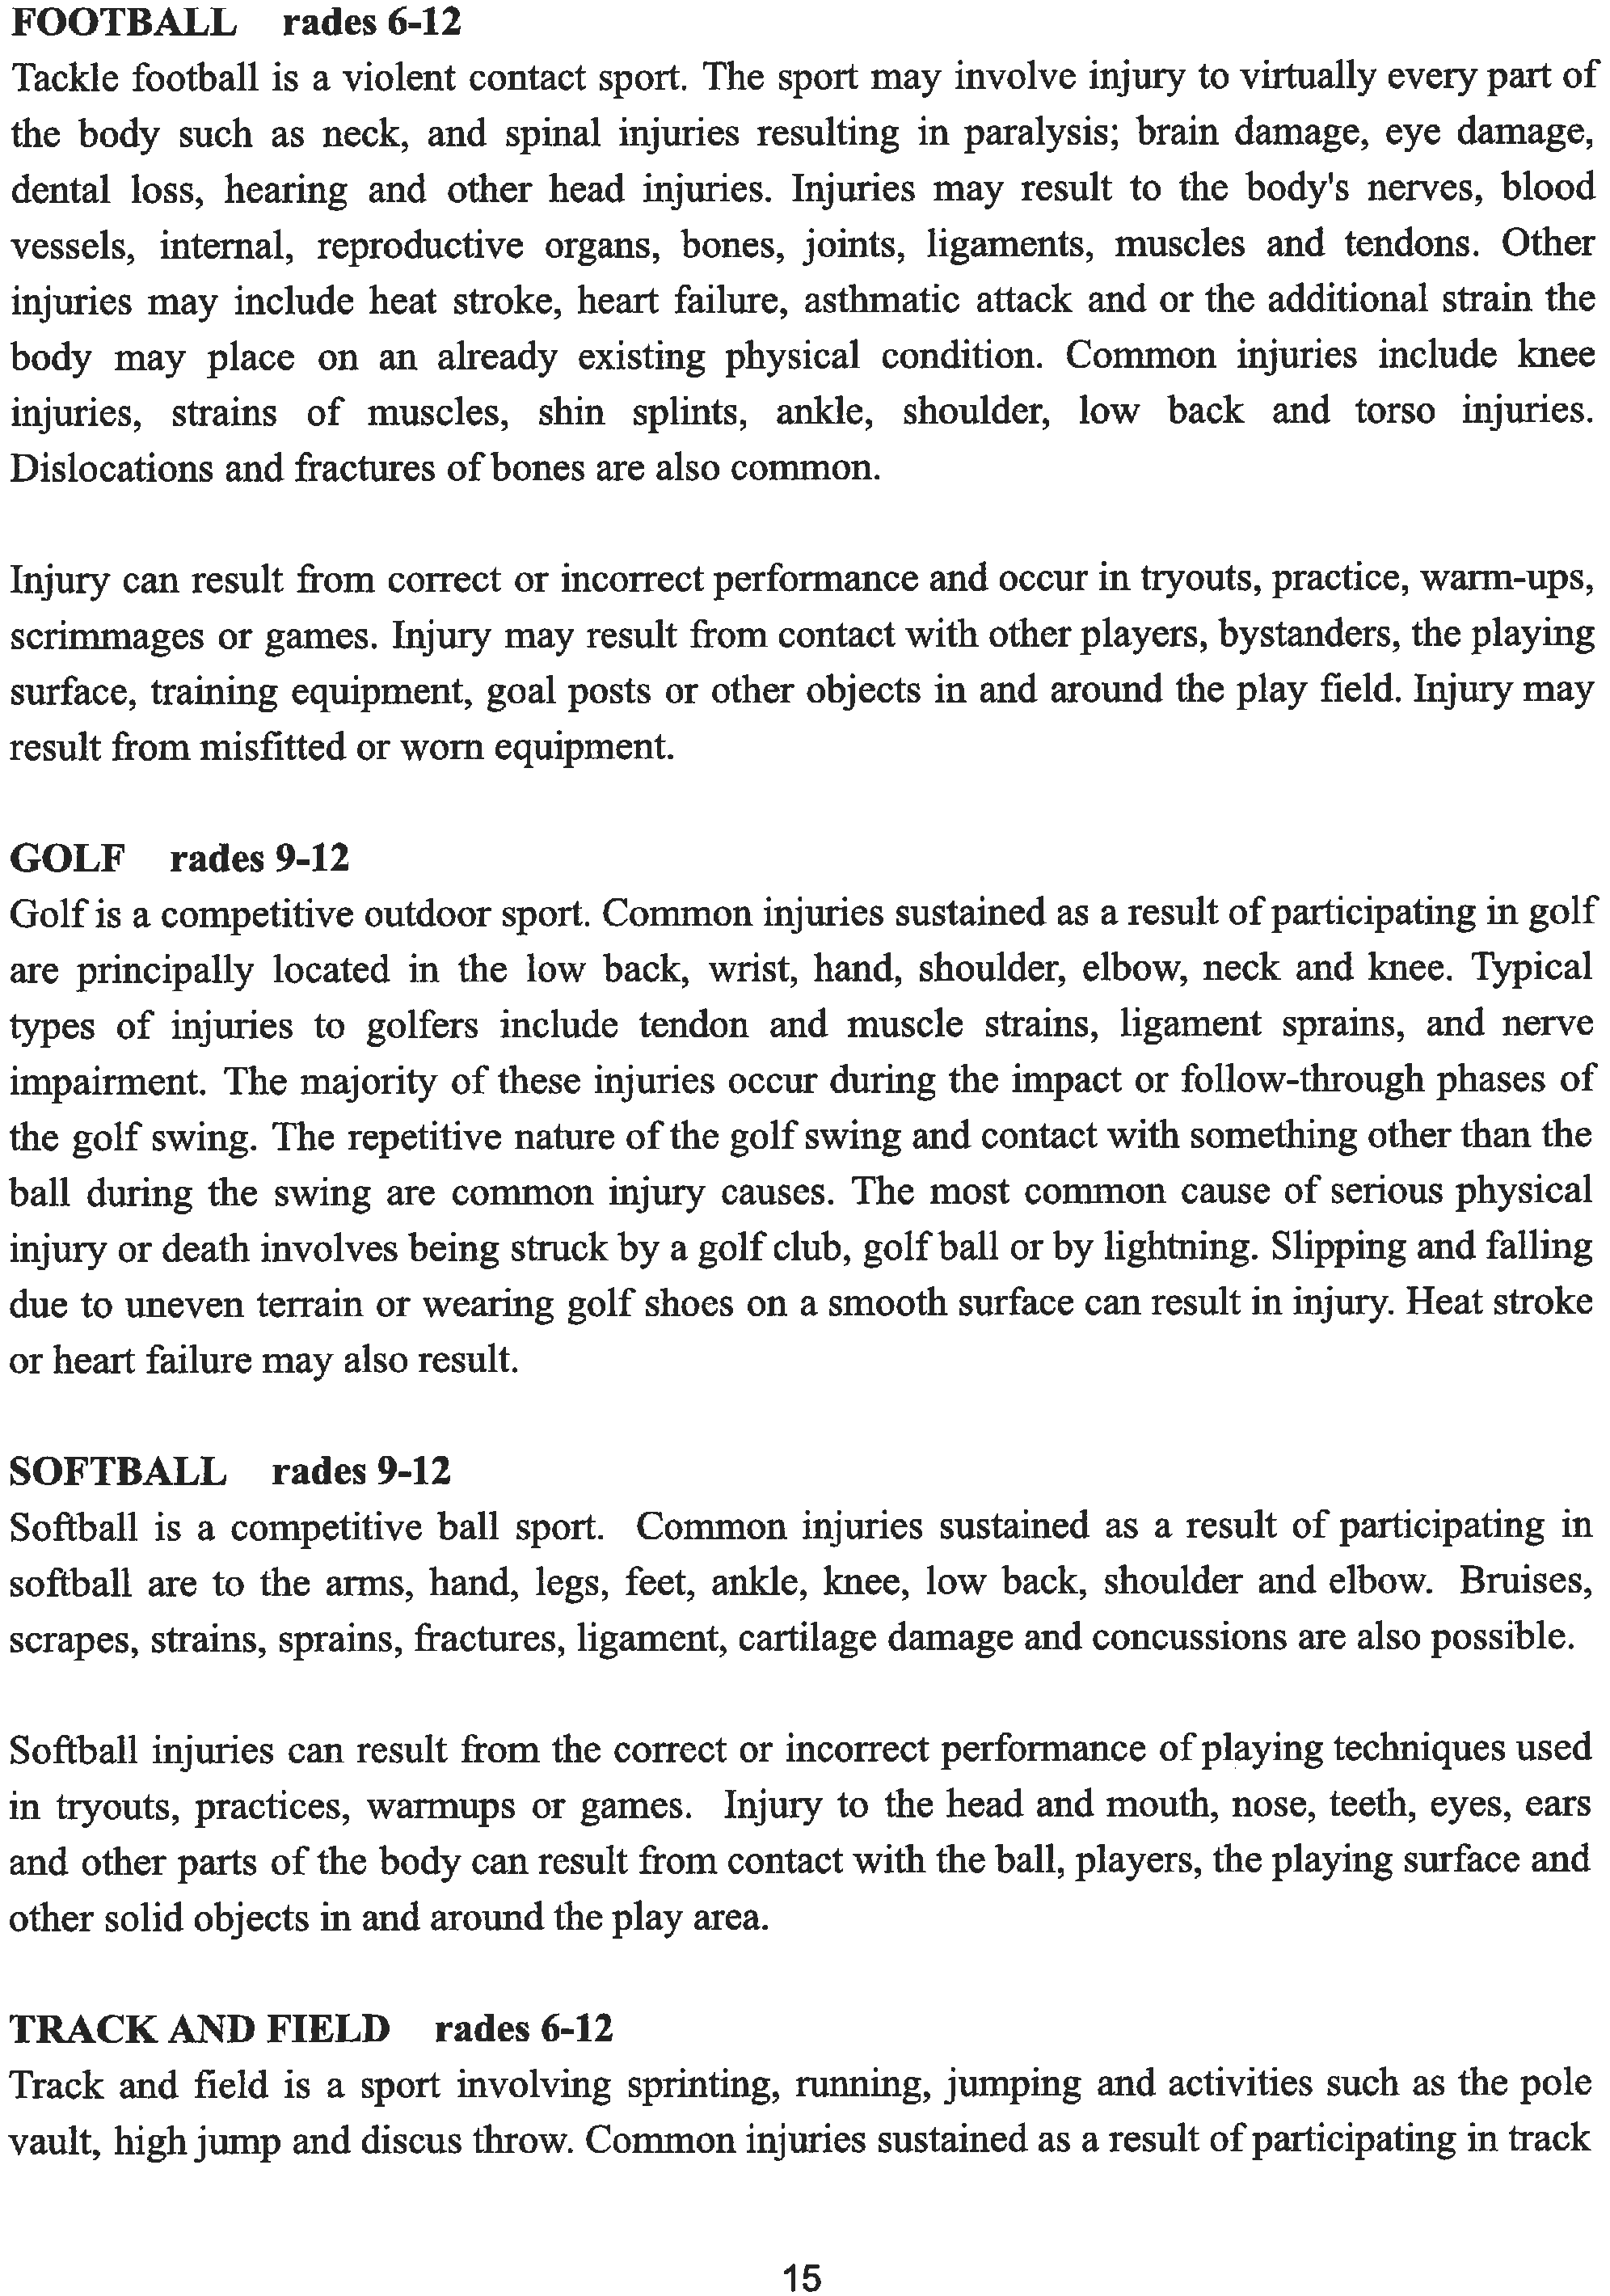 FOOTBALL rades 6-12
Tackle football is a violent contact sport. The sport may involve injury to virtually every part of
the body such as neck, and spinal injuries resulting in paralysis; brain damage, eye damage,
dental loss, hearing and other head injuries. Injuries may result to the body's nerves, blood
vessels, internal, reproductive organs, bones, joints, ligaments, muscles and tendons. Other
injuries may include heat stroke, heart failure, asthmatic attack and or the additional strain the
body may place on an already existing physical condition. Common injuries include knee
injuries, strains of muscles, shin splints, ankle, shoulder, low back and torso injuries.
Dislocations and fractures of bones are also common.
Injury can result from correct or incorrect performance and occur in tryouts, practice, warm-ups,
scrimmages or games. Injury may result from contact with other players, bystanders, the playing
surface, training equipment, goal posts or other objects in and around the play field. Injury may
result from misfitted or worn equipment.
GOLF rades 9-12
Golf is a competitive outdoor sport. Common injuries sustained as a result of participating in golf
are principally located in the low back, wrist, hand, shoulder, elbow, neck and knee. Typical
types of injuries to golfers include tendon and muscle strains, ligament sprains, and nerve
impairment. The majority of these injuries occur during the impact or follow-through phases of
the golf swing. The repetitive nature of the golf swing and contact with something other than the
ball during the swing are common injury causes. The most common cause of serious physical
injury or death involves being struck by a golf club, golf ball or by lightning. Slipping and falling
due to uneven terrain or wearing golf shoes on a smooth surface can result in injury. Heat stroke
or heart failure may also result.
SOFTBALL rades 9-12
Softball is a competitive ball sport. Common injuries sustained as a result of participating in
softball are to the arms, hand, legs, feet, ankle, knee, low back, shoulder and elbow. Bruises,
scrapes, strains, sprains, fractures, ligament, cartilage damage and concussions are also possible.
Softball injuries can result from the correct or incorrect performance of playing techniques used
in tryouts, practices, warmups or games. Injury to the head and mouth, nose, teeth, eyes, ears
and other parts of the body can result from contact with the ball, players, the playing surface and
other solid objects in and around the play area.
TRACK AND FIELD rades 6-12
Track and field is a sport involving sprinting, running, jumping and activities such as the pole
vault, high jump and discus throw. Common injuries sustained as a result of participating in track
15